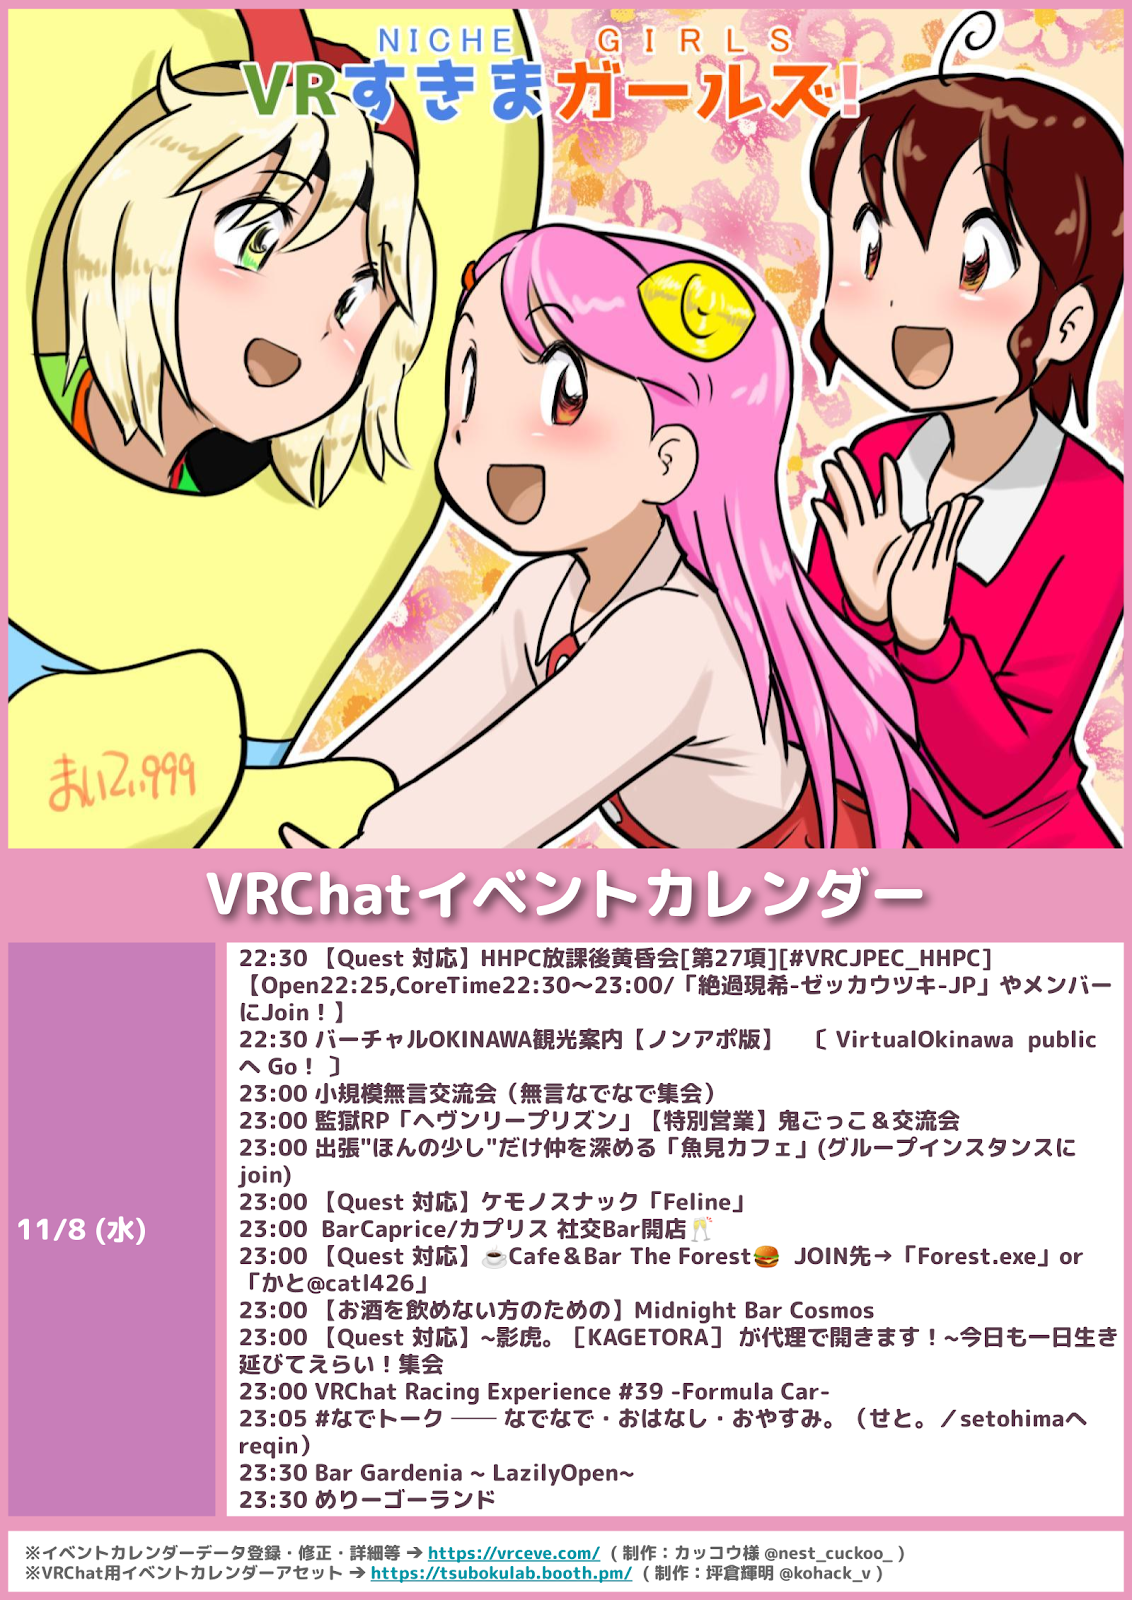 NICHE GIRLS
VRすきまガールズ!
まいてぃ999
VRChatイベントカレンダー
11/8 (水)
22:30 【Quest 対応】HHPC放課後黄昏会[第27項][#VRCJPEC_HHPC]
【Open22:25,CoreTime22:30～23:00/「絶過現希-ゼッカウツキ-JP」やメンバー
にJoin！】
22:30 バーチャルOKINAWA観光案内【ノンアポ版】 〔 VirtualOkinawa public
へ Go！ 〕
23:00 小規模無言交流会（無言なでなで集会）
23:00 監獄RP「ヘヴンリープリズン」【特別営業】鬼ごっこ＆交流会
23:00 出張"ほんの少し"だけ仲を深める「魚見カフェ」(グループインスタンスに
join)
23:00 【Quest 対応】ケモノスナック「Feline」
23:00 BarCaprice/カプリス 社交Bar開店🥂
23:00 【Quest 対応】☕Cafe＆Bar The Forest🍔 JOIN先→「Forest.exe」or
「かと@catl426」
23:00 【お酒を飲めない方のための】Midnight Bar Cosmos
23:00 【Quest 対応】~影虎。［KAGETORA］ が代理で開きます！~今日も一日生き
延びてえらい！集会
23:00 VRChat Racing Experience #39 -Formula Car-
23:05 #なでトーク ─── なでなで・おはなし・おやすみ。（せと。／setohimaへ
reqin）
23:30 Bar Gardenia ~ LazilyOpen~
23:30 めりーゴーランド
※イベントカレンダーデータ登録・修正・詳細等 → https://vrceve.com/ （ 制作：カッコウ様 @nest_cuckoo_ ）
※VRChat用イベントカレンダーアセット → https://tsubokulab.booth.pm/ （ 制作：坪倉輝明 @kohack_v ）